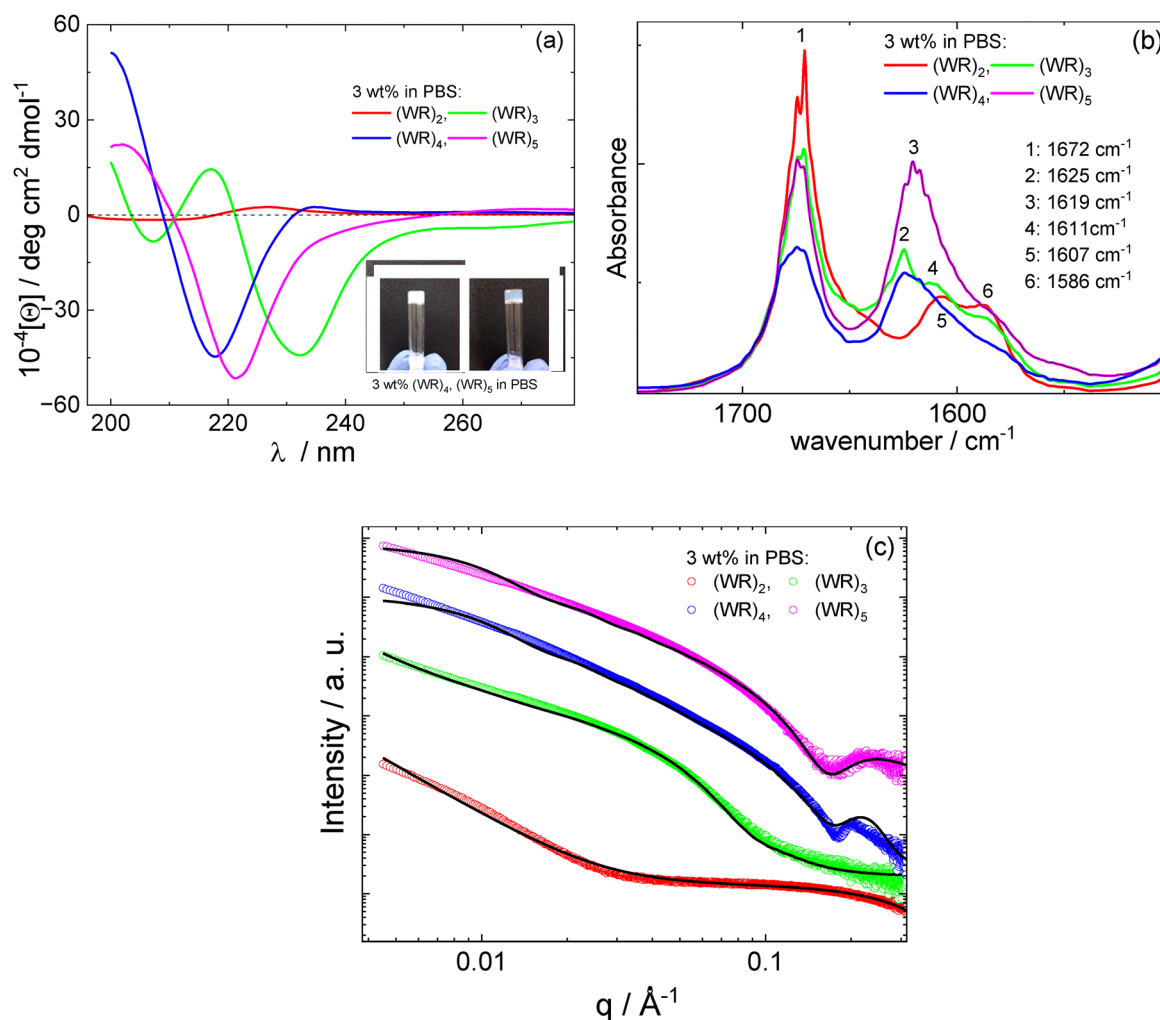 (a)
60
30
0
−30
−60
10⁻⁴[Θ] / deg cm² dmol⁻¹
3 wt% in PBS:
(WR)₂, (WR)₃
(WR)₄, (WR)₅
3 wt% (WR)₄, (WR)₅ in PBS
200 220 240 260
λ / nm
(b)
Absorbance
3 wt% in PBS:
(WR)₂, (WR)₃
(WR)₄, (WR)₅
1
2
3
4
5
6
1: 1672 cm⁻¹
2: 1625 cm⁻¹
3: 1619 cm⁻¹
4: 1611cm⁻¹
5: 1607 cm⁻¹
6: 1586 cm⁻¹
1700 1600
wavenumber / cm⁻¹
(c)
Intensity / a. u.
3 wt% in PBS:
(WR)₂, (WR)₃
(WR)₄, (WR)₅
0.01 0.1
q / Å⁻¹